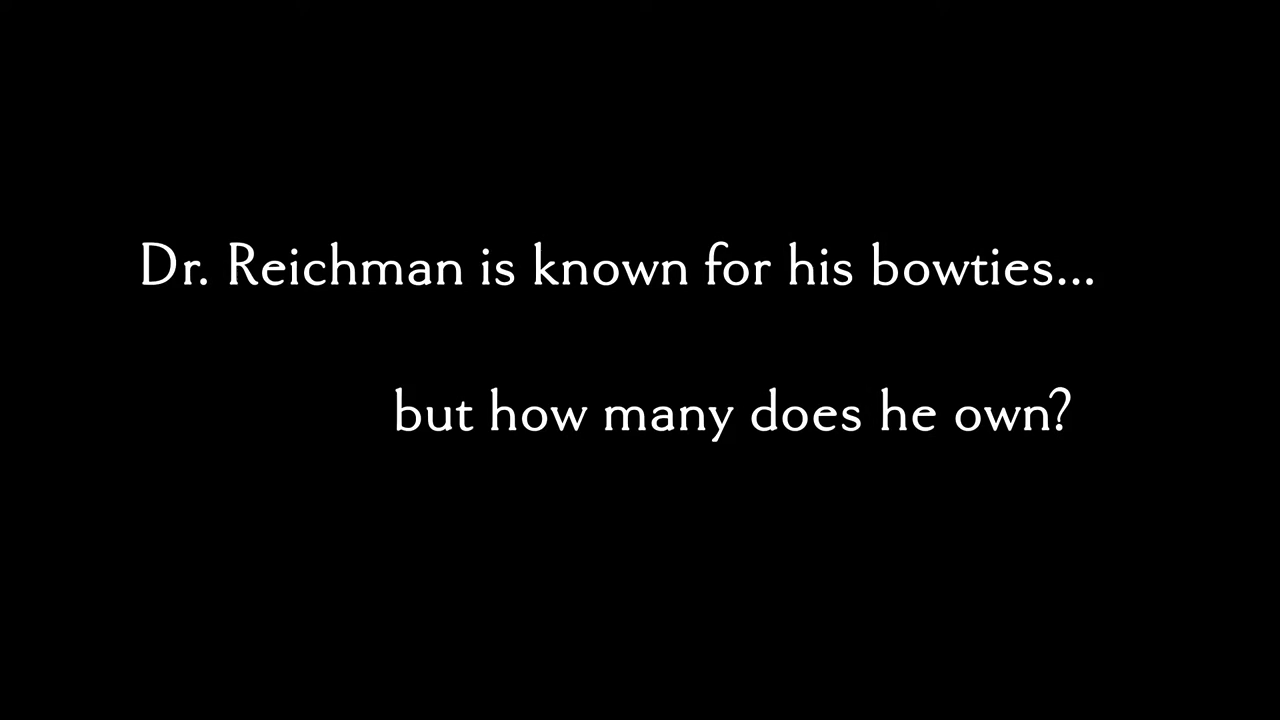 Dr. Reichman is known for his bowties...
but how many does he own?